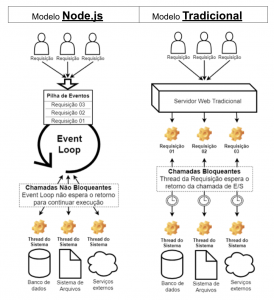 Modelo Node.js
Modelo Tradicional
Requisição Requisição Requisição
Requisição Requisição Requisição
Pilha de Eventos
Requisição 03
Requisição 02
Requisição 01
Servidor Web Tradicional
Event
Loop
Requisição Requisição Requisição
01 02 03
Chamadas Não Bloqueantes
Event Loop não espera o retorno
para continuar execução
Chamadas Bloqueantes
Thread da Requisição espera o
retorno da chamada de E/S
Thread do Thread do Thread do
Sistema Sistema Sistema
Thread do Thread do Thread do
Sistema Sistema Sistema
Banco de Sistema de Serviços
dados Arquivos externos
Banco de Sistema de Serviços
dados Arquivos externos